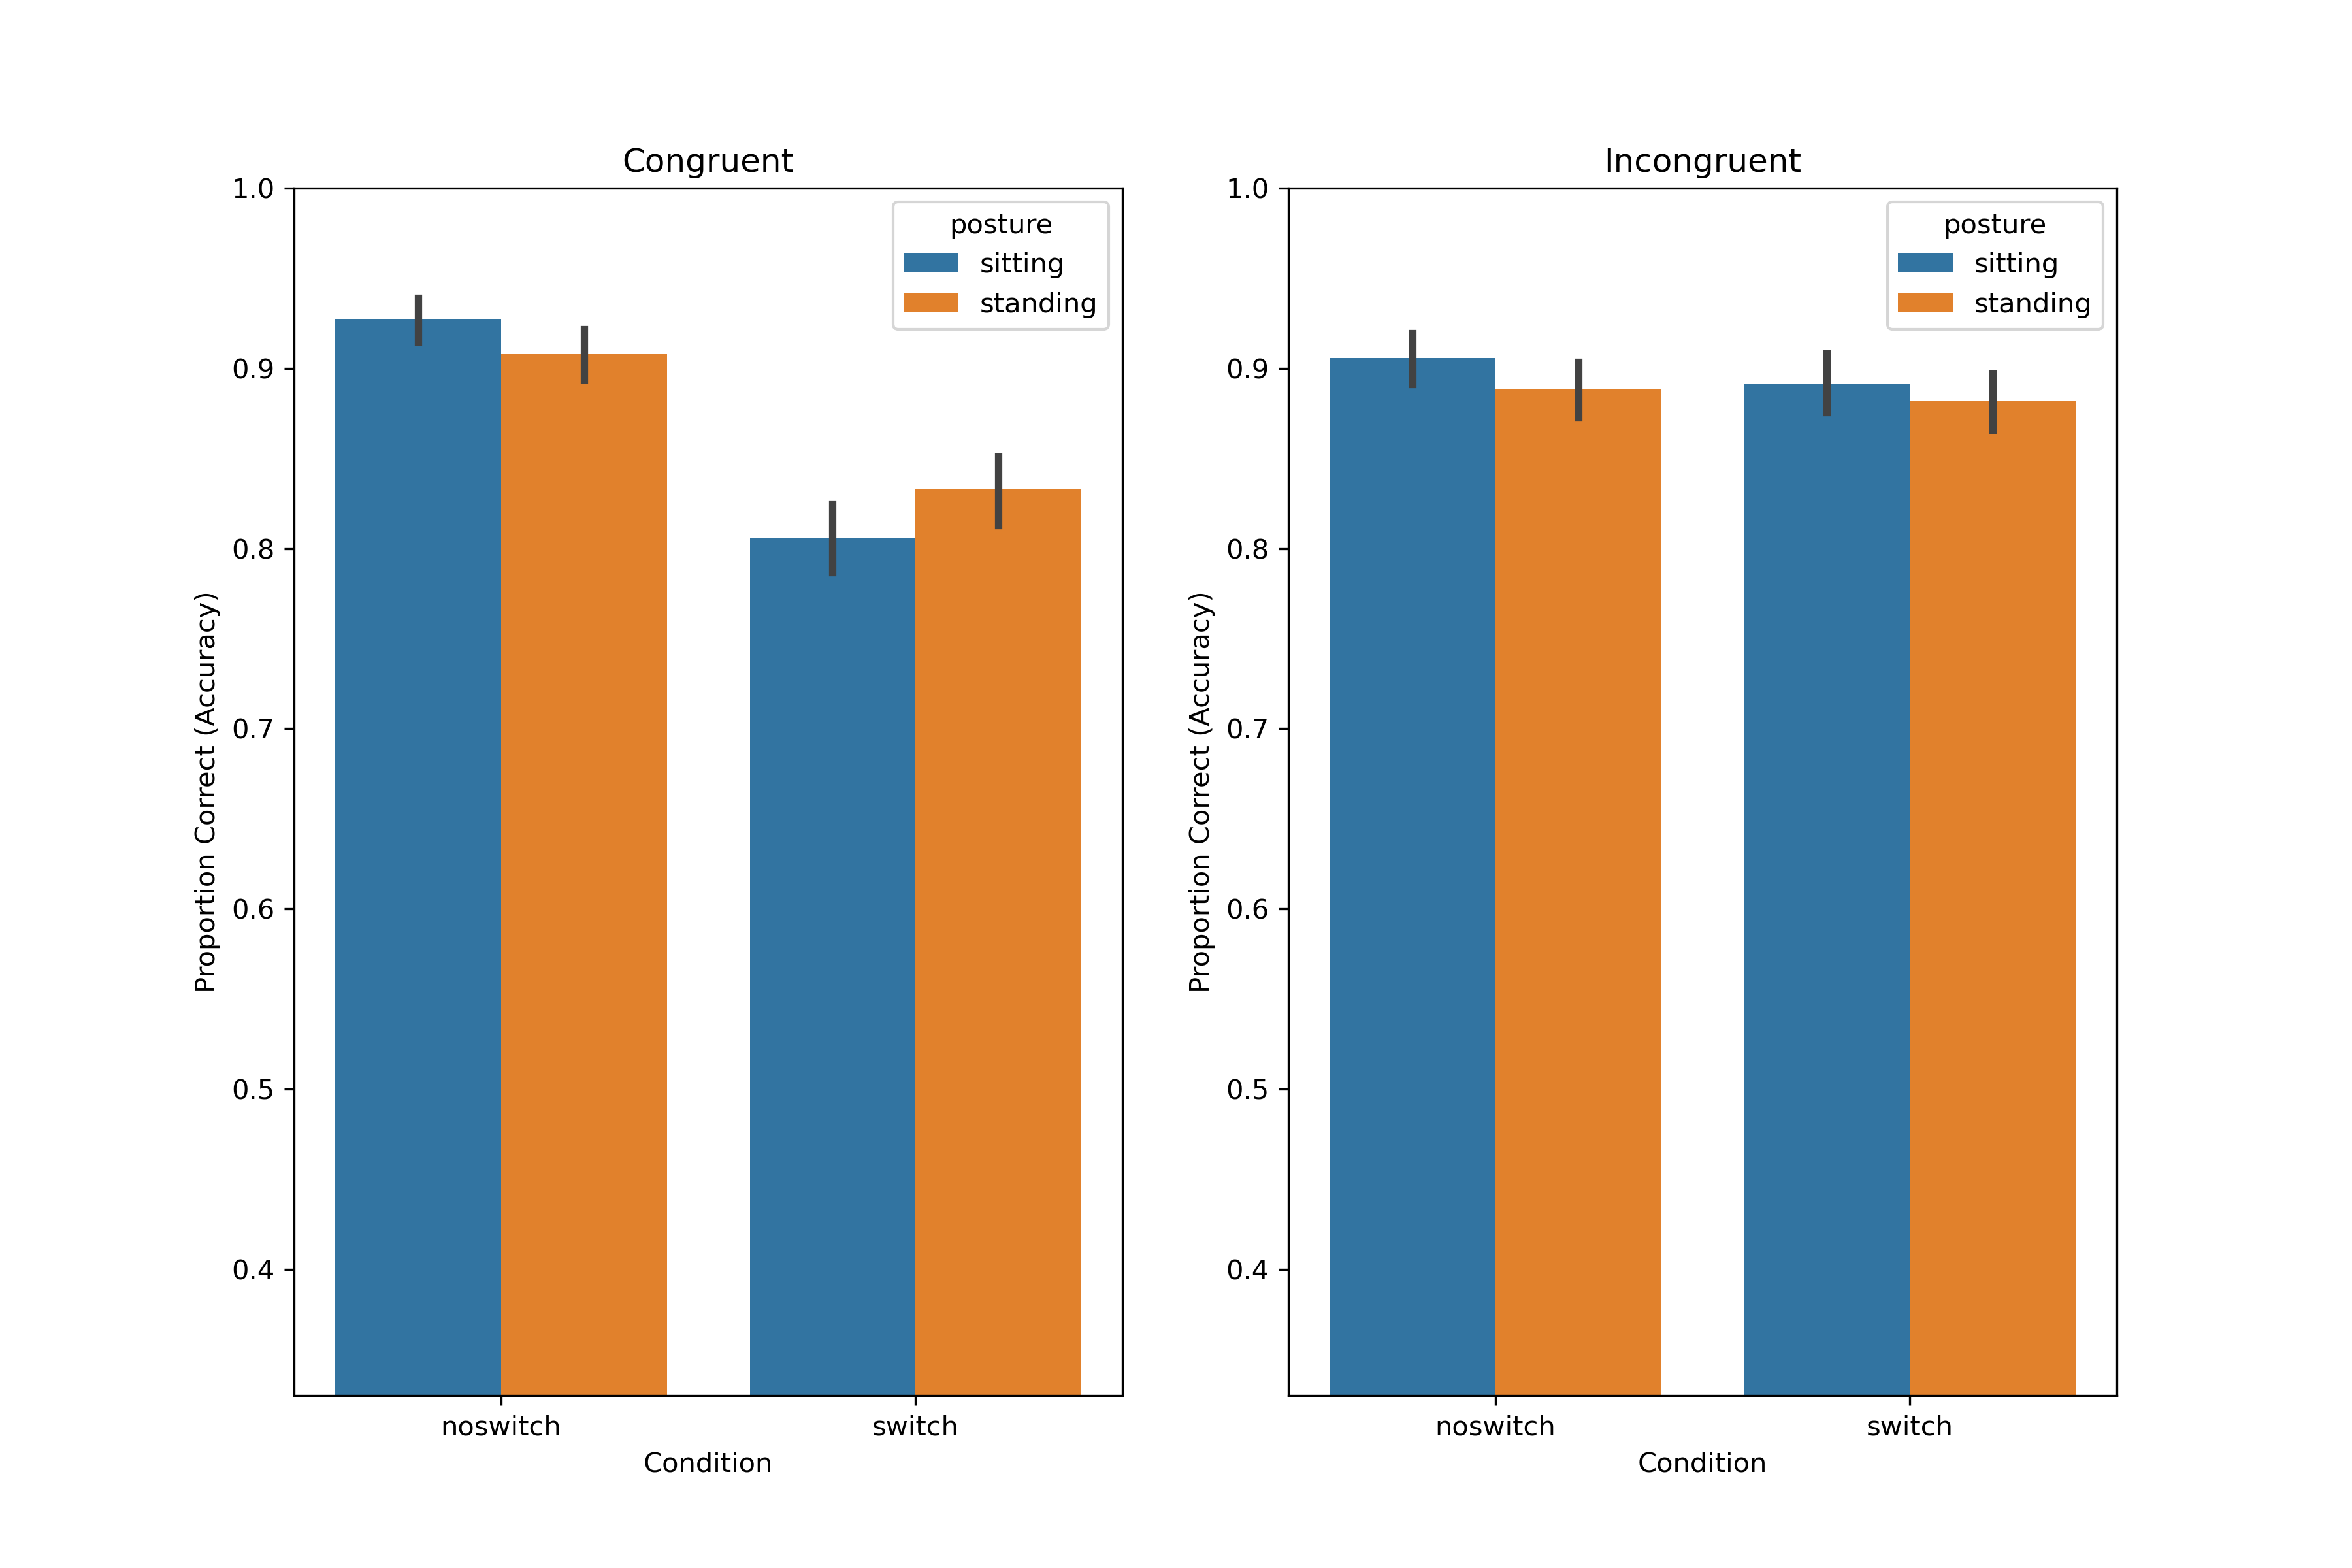 Congruent
1.0
0.9
0.8
0.7
0.6
0.5
0.4
Proportion Correct (Accuracy)
posture
sitting
standing
noswitch
switch
Condition
Incongruent
1.0
0.9
0.8
0.7
0.6
0.5
0.4
Proportion Correct (Accuracy)
posture
sitting
standing
noswitch
switch
Condition